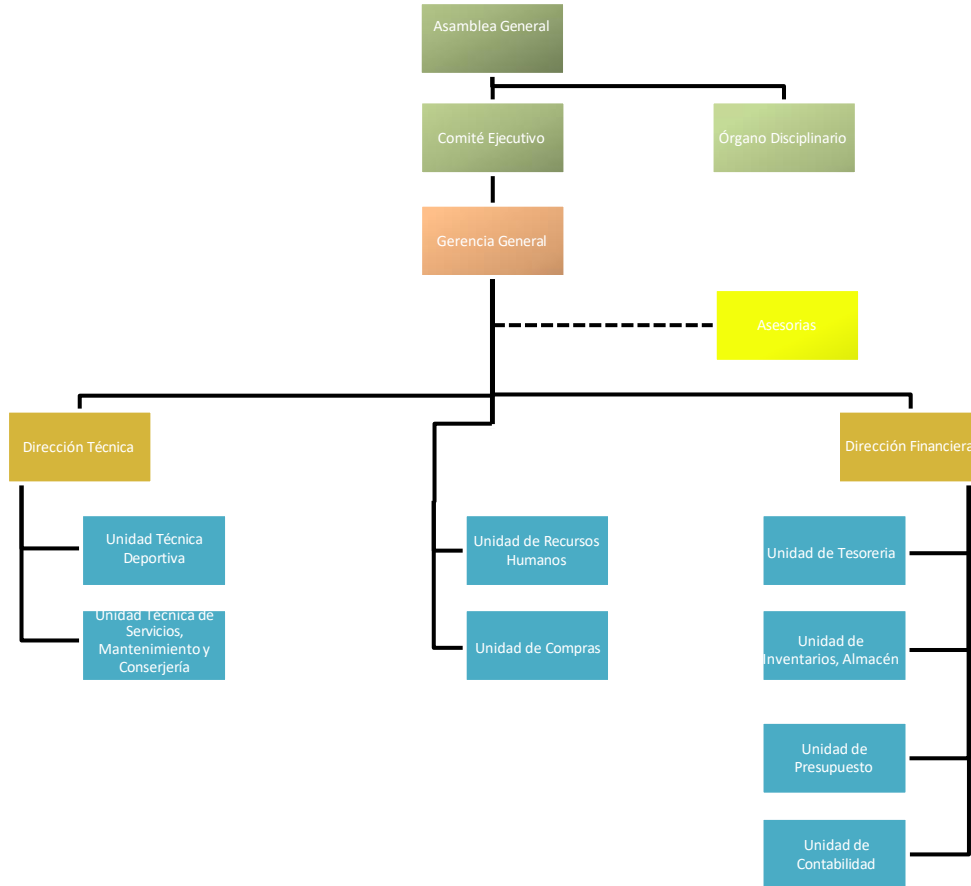 Asamblea General
Comité Ejecutivo
Órgano Disciplinario
Gerencia General
Asesorías
Dirección Técnica
Dirección Financiera
Unidad Técnica
Deportiva
Unidad de Recursos
Humanos
Unidad de Tesoreria
Unidad Técnica de
Servicios,
Mantenimiento y
Conserjería
Unidad de Compras
Unidad de
Inventarios, Almacén
Unidad de
Presupuesto
Unidad de
Contabilidad